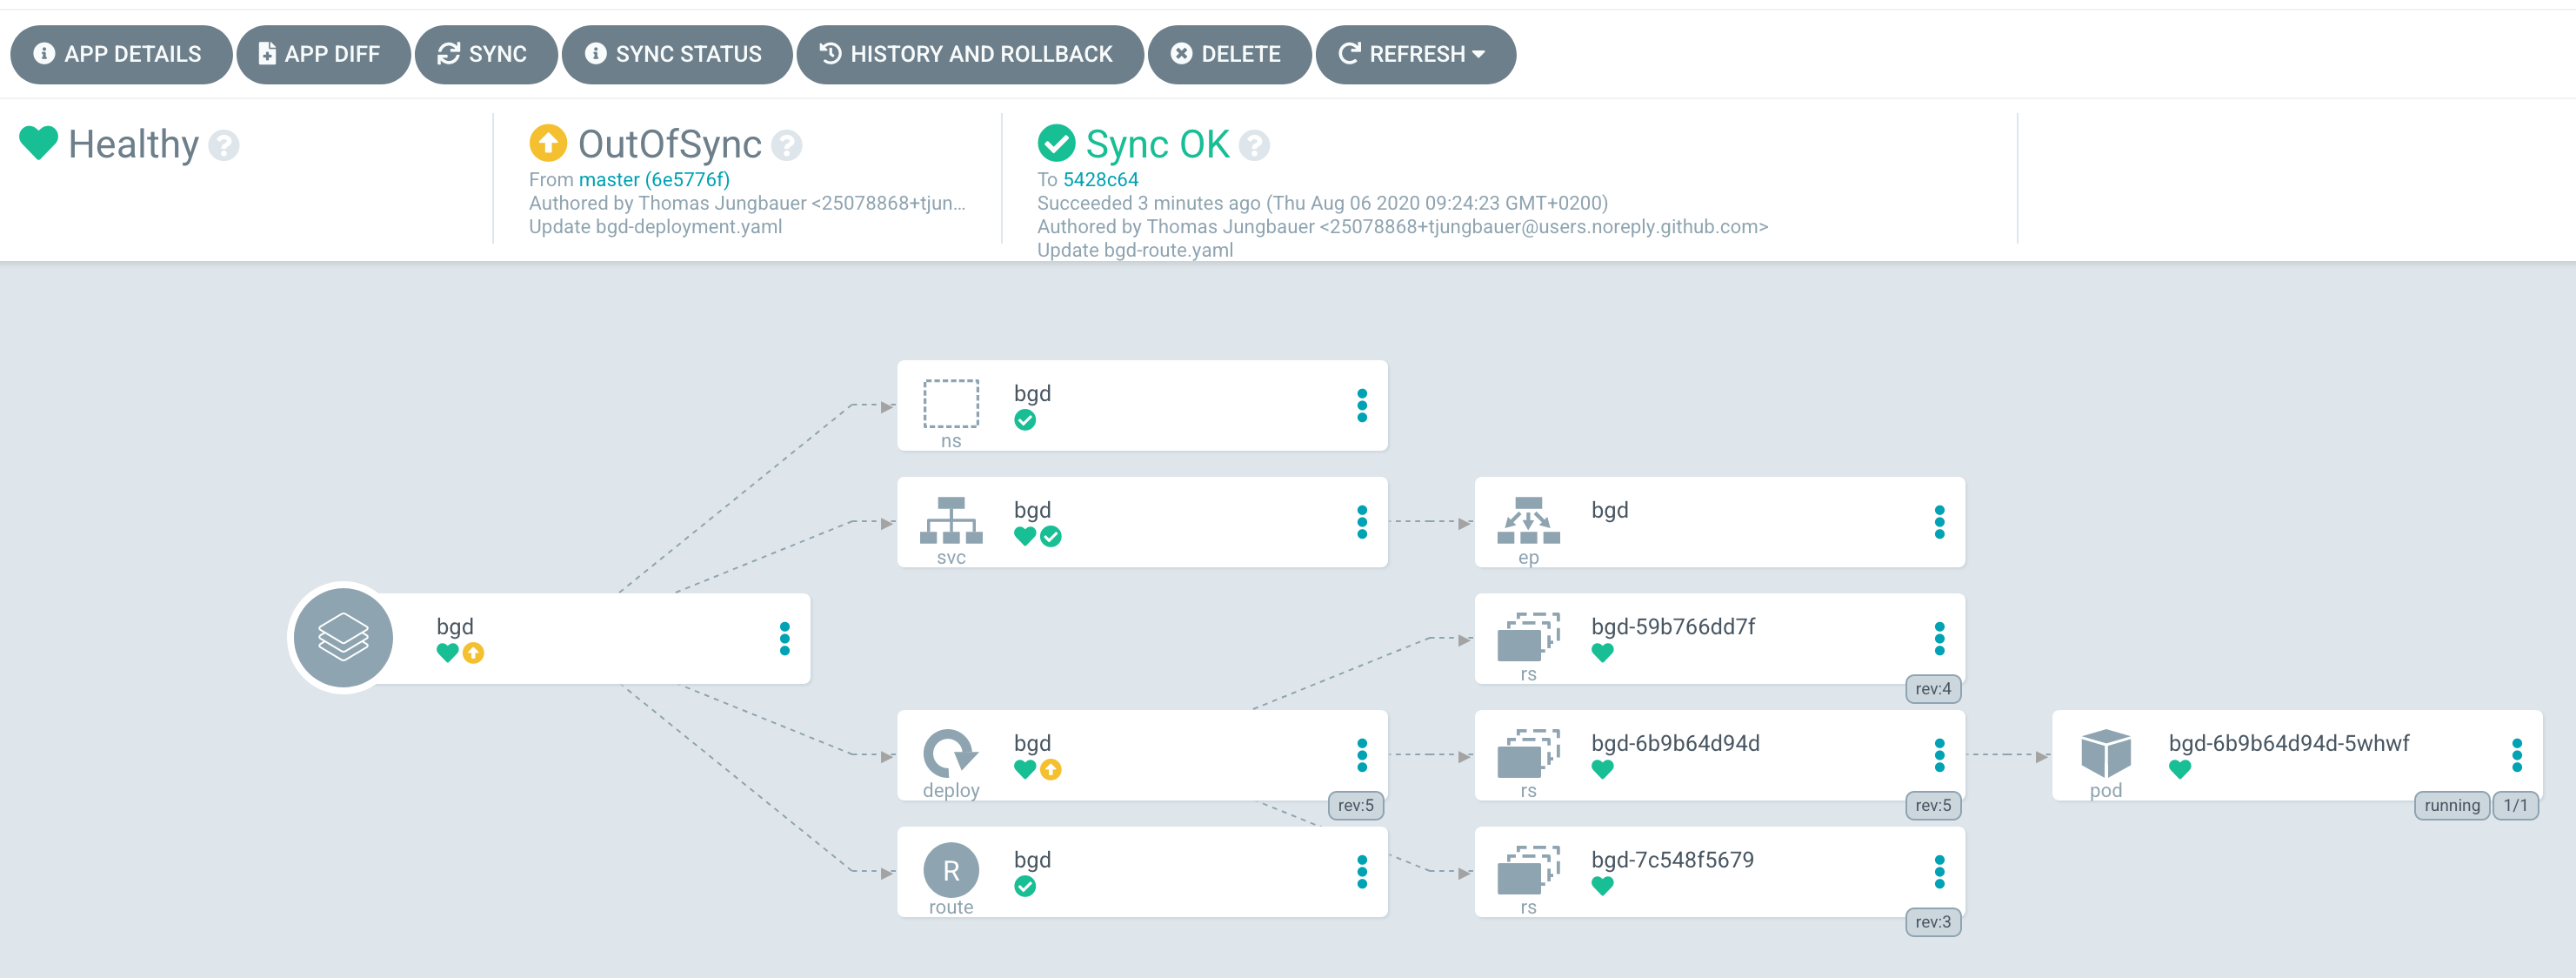 APP DETAILS
APP DIFF
SYNC
SYNC STATUS
HISTORY AND ROLLBACK
DELETE
REFRESH
Healthy ?
OutOfSync ?
From master (6e5776f)
Authored by Thomas Jungbauer <25078868+tjun...
Update bgd-deployment.yaml
Sync OK ?
To 5428c64
Succeeded 3 minutes ago (Thu Aug 06 2020 09:24:23 GMT+0200)
Authored by Thomas Jungbauer <25078868+tjungbauer@users.noreply.github.com>
Update bgd-route.yaml
bgd
ns
bgd
svc
bgd
ep
bgd
bgd-59b766dd7f
rs
rev:4
bgd
deploy
rev:5
bgd-6b9b64d94d
rs
rev:5
bgd-6b9b64d94d-5whwf
pod
running
1/1
R
bgd
route
bgd-7c548f5679
rs
rev:3